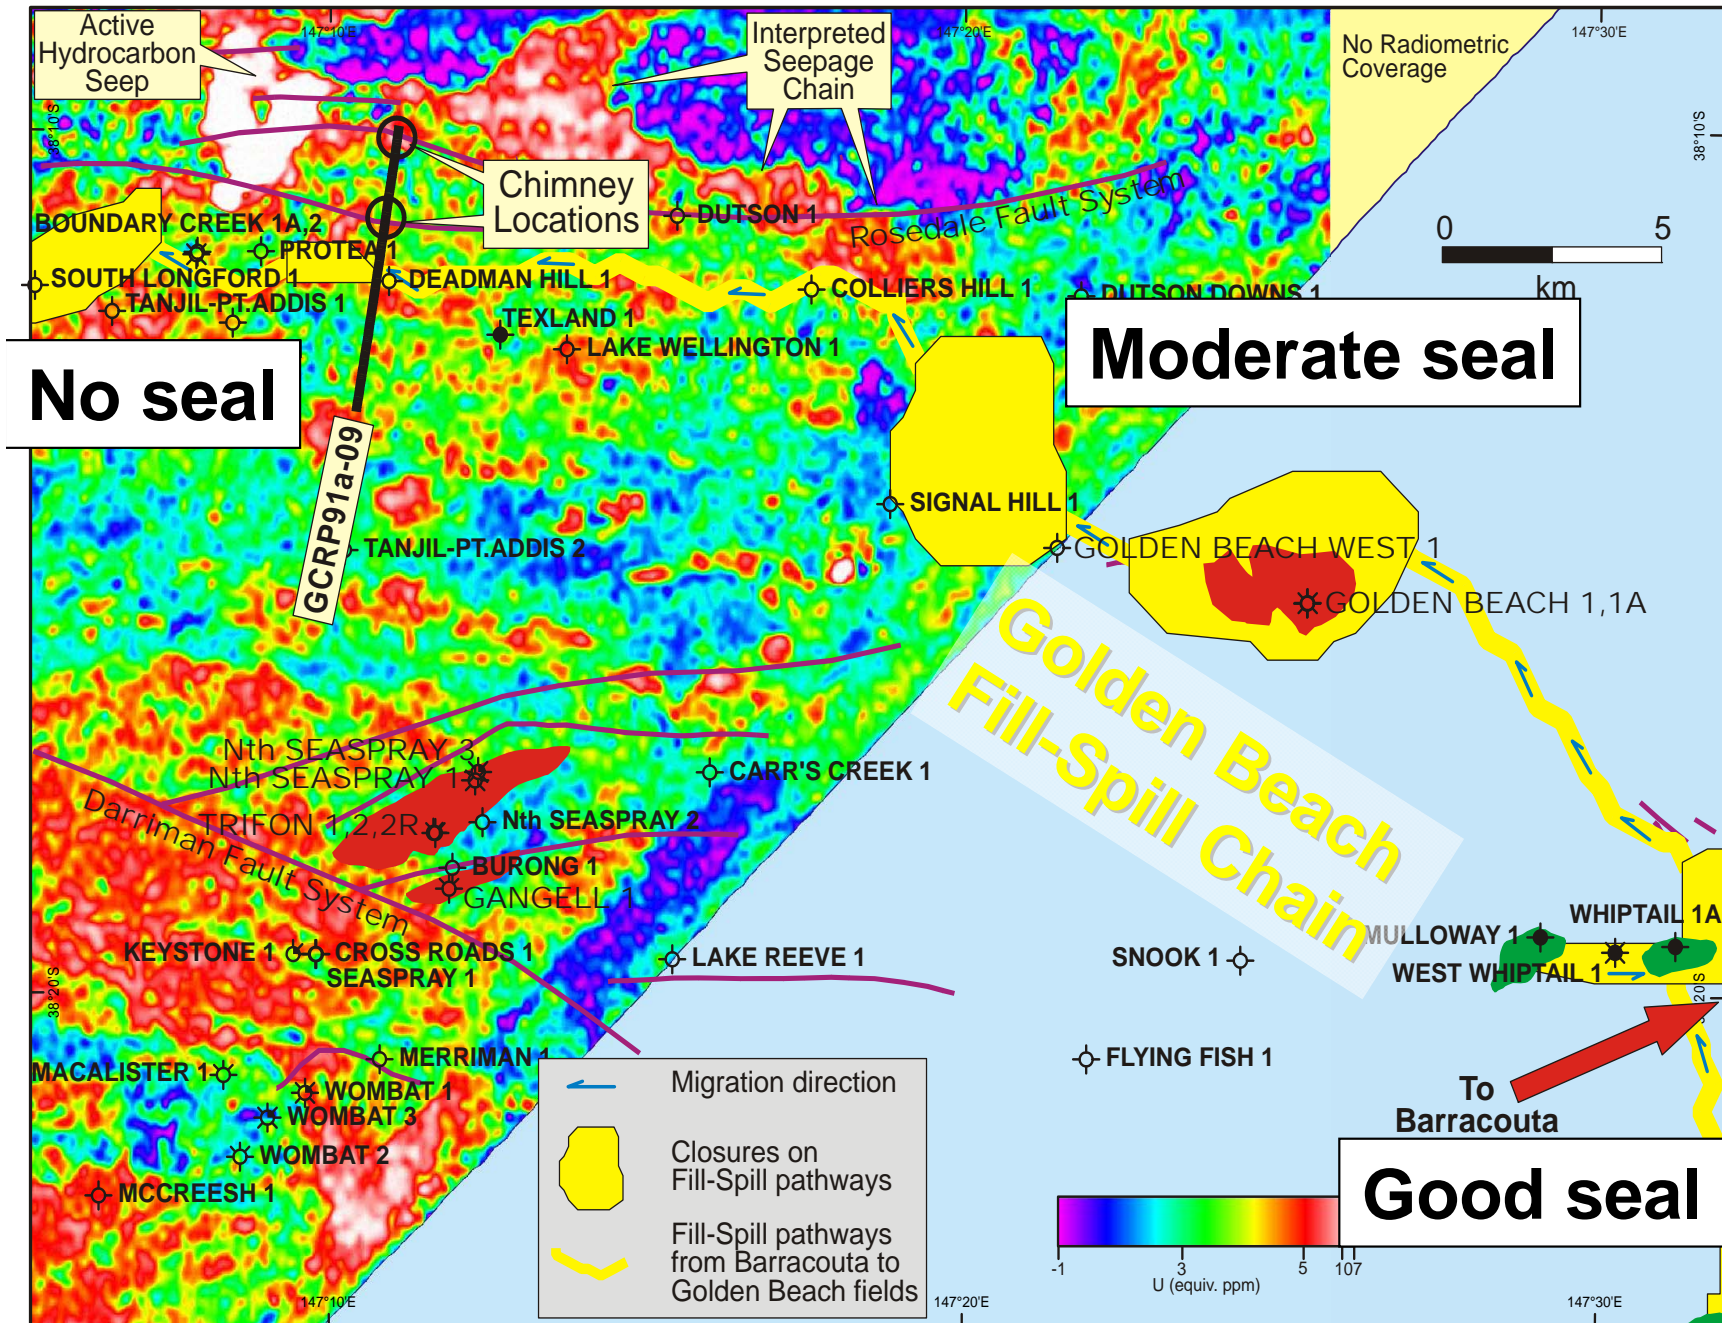 Active
Hydrocarbon
Seep
147°10'E
Interpreted
Seepage
Chain
147°20'E
No Radiometric
Coverage
147°30'E
38°10'S
38°10'S
Chimney
Locations
BOUNDARY CREEK 1A,2
PROTEA 1
DUTSON 1
Rosedale Fault System
0 5
km
SOUTH LONGFORD 1
DEADMAN HILL 1
COLLIERS HILL 1
DUTSON DOWNS 1
TANJIL-PT.ADDIS 1
TEXLAND 1
LAKE WELLINGTON 1
No seal
Moderate seal
GCRP91a-09
SIGNAL HILL 1
TANJIL-PT.ADDIS 2
GOLDEN BEACH WEST 1
GOLDEN BEACH 1,1A
Golden Beach
Fill-Spill Chain
Nth SEASPRAY 3
Nth SEASPRAY 1
CARR'S CREEK 1
TRIFON 1,2,2R
Nth SEASPRAY 2
Darriman Fault System
BURONG 1
GANGELL 1
KEYSTONE 1
CROSS ROADS 1
SEASPRAY 1
LAKE REEVE 1
SNOOK 1
WHIPTAIL 1A
MULLOWAY 1
WEST WHIPTAIL 1
38°20'S
20'S
MERRIMAN 1
FLYING FISH 1
MACALISTER 1
WOMBAT 1
WOMBAT 3
WOMBAT 2
MCCREESH 1
To
Barracouta
Good seal
Migration direction
Closures on
Fill-Spill pathways
Fill-Spill pathways
from Barracouta to
Golden Beach fields
-1 3 5 107
U (equiv. ppm)
147°10'E
147°20'E
147°30'E